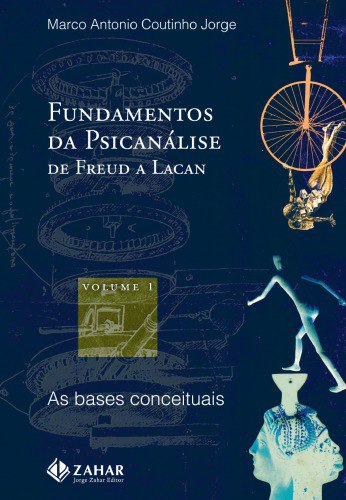 Marco Antonio Coutinho Jorge
FUNDAMENTOS
DA PSICANÁLISE
DE FREUD A LACAN
VOLUME 1
As bases conceituais
ZAHAR
Jorge Zahar Editor